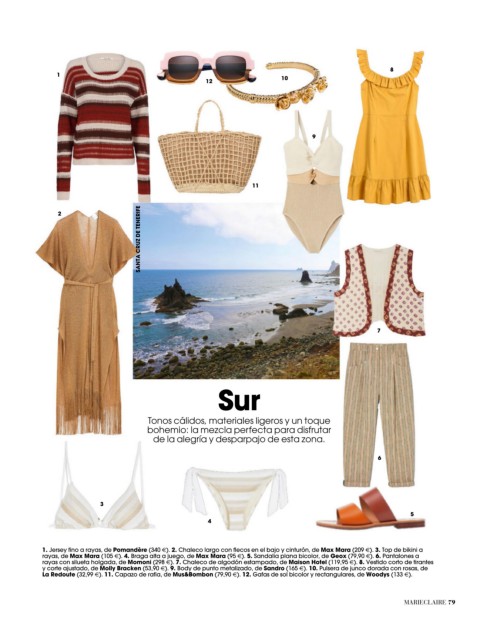 1
12
10
8
9
11
2
SANTA CRUZ DE TENERIFE
7
Sur
Tonos cálidos, materiales ligeros y un toque
bohemio: la mezcla perfecta para disfrutar
de la alegría y desparpajo de esta zona.
6
3
4
5
1. Jersey fino a rayas, de Pomandère (340 €). 2. Chaleco largo con flecos en el bajo y cinturón, de Max Mara (209 €). 3. Top de bikini a
rayas, de Max Mara (105 €). 4. Braga alta a juego, de Max Mara (95 €). 5. Sandalia plana bicolor, de Geox (79,90 €). 6. Pantalones a
rayas con silueta holgada, de Momoní (298 €). 7. Chaleco de algodón estampado, de Maison Hotel (119,95 €). 8. Vestido corto de tirantes
y corte ajustado, de Molly Bracken (53,90 €). 9. Body de punto metalizado, de Sandro (165 €). 10. Pulsera de junco dorada con rosas, de
La Redoute (32,99 €). 11. Capazo de rafia, de Mus&Bombon (79,90 €). 12. Gafas de sol bicolor y rectangulares, de Woodys (133 €).
MARIECLAIRE 79